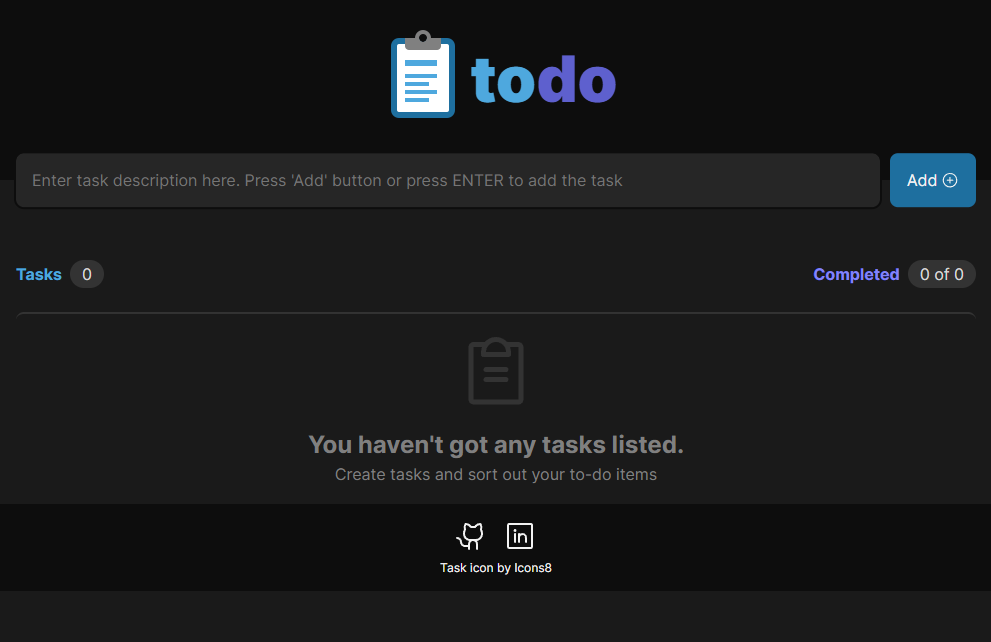 todo
Enter task description here. Press 'Add' button or press ENTER to add the task
Add
Tasks 0
Completed 0 of 0
You haven't got any tasks listed.
Create tasks and sort out your to-do items
in
Task icon by Icons8